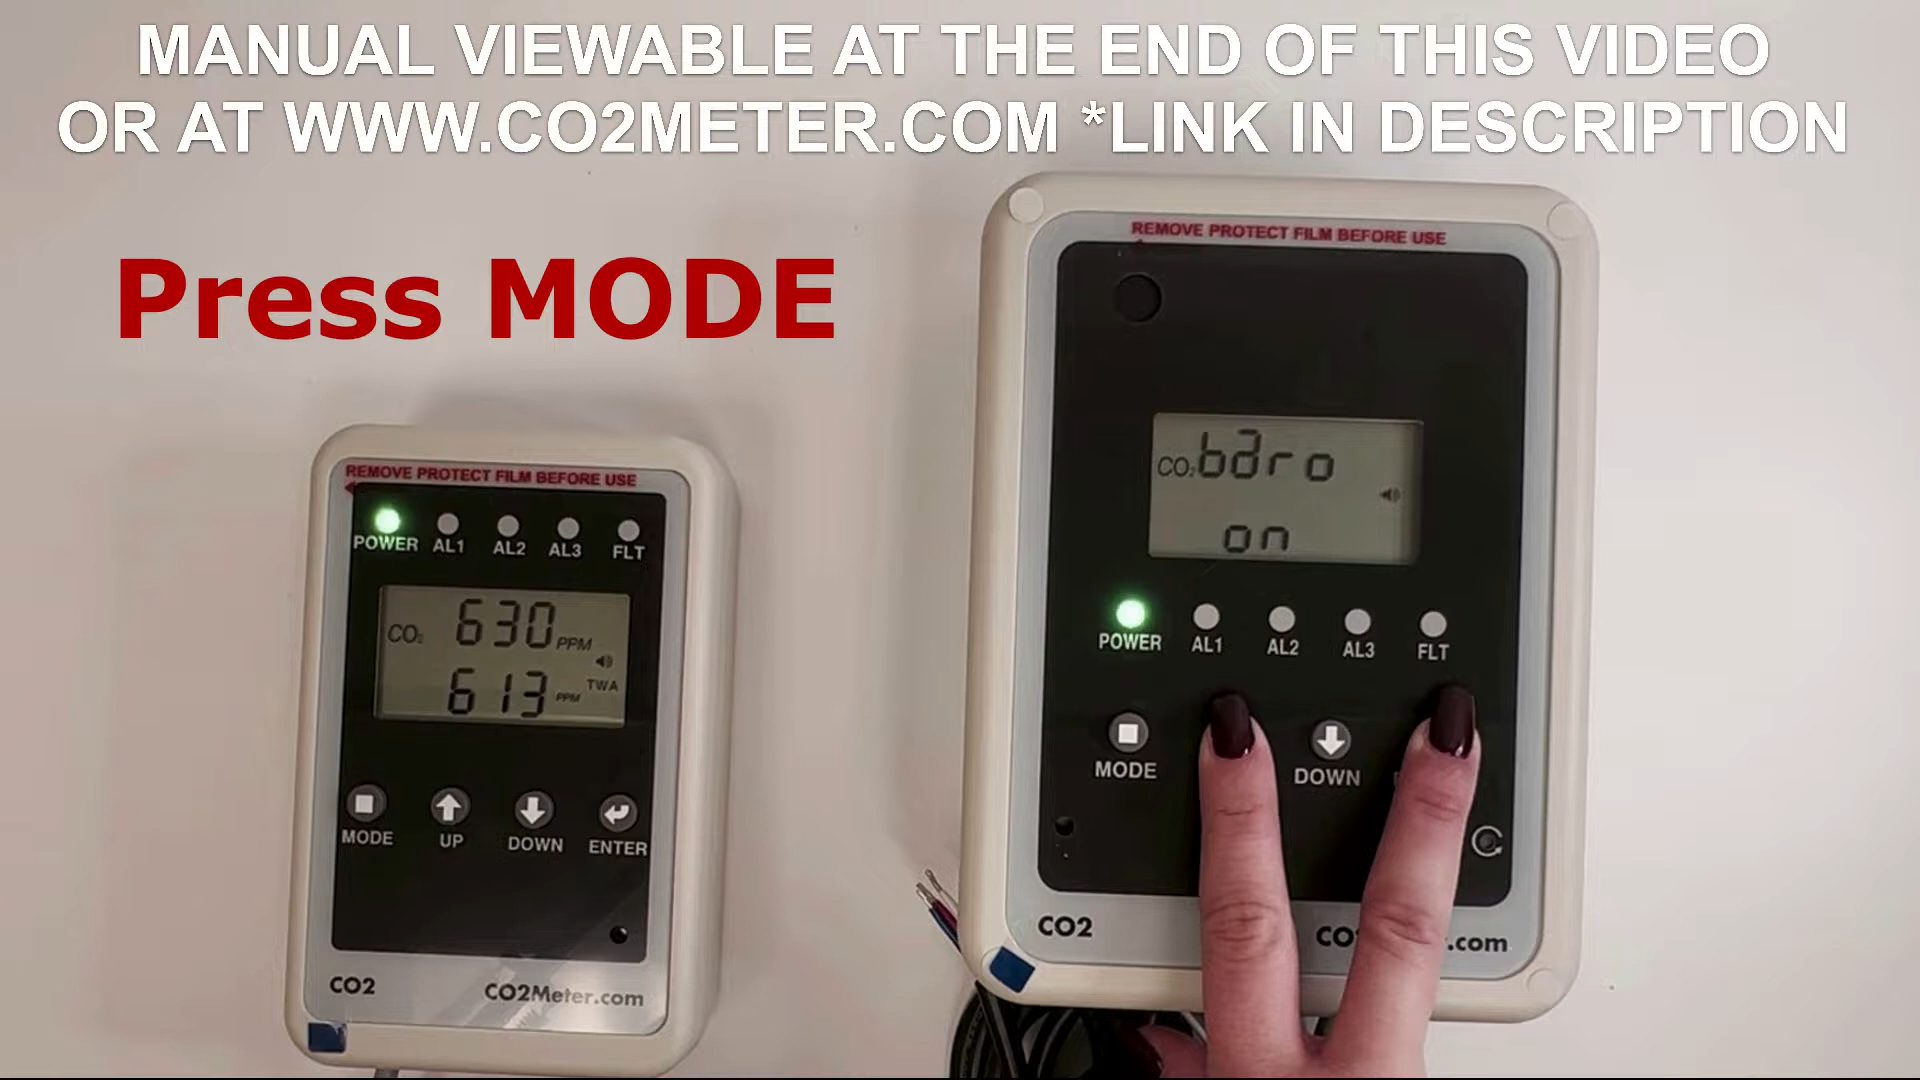 MANUAL VIEWABLE AT THE END OF THIS VIDEO
OR AT WWW.CO2METER.COM *LINK IN DESCRIPTION
Press MODE
REMOVE PROTECT FILM BEFORE USE
POWER AL1 AL2 AL3 FLT
CO₂ 630 PPM
613 PPM TWA
MODE UP DOWN ENTER
CO2 CO2Meter.com
REMOVE PROTECT FILM BEFORE USE
CO₂ baro
on
POWER AL1 AL2 AL3 FLT
MODE DOWN
CO2 CO2 .com